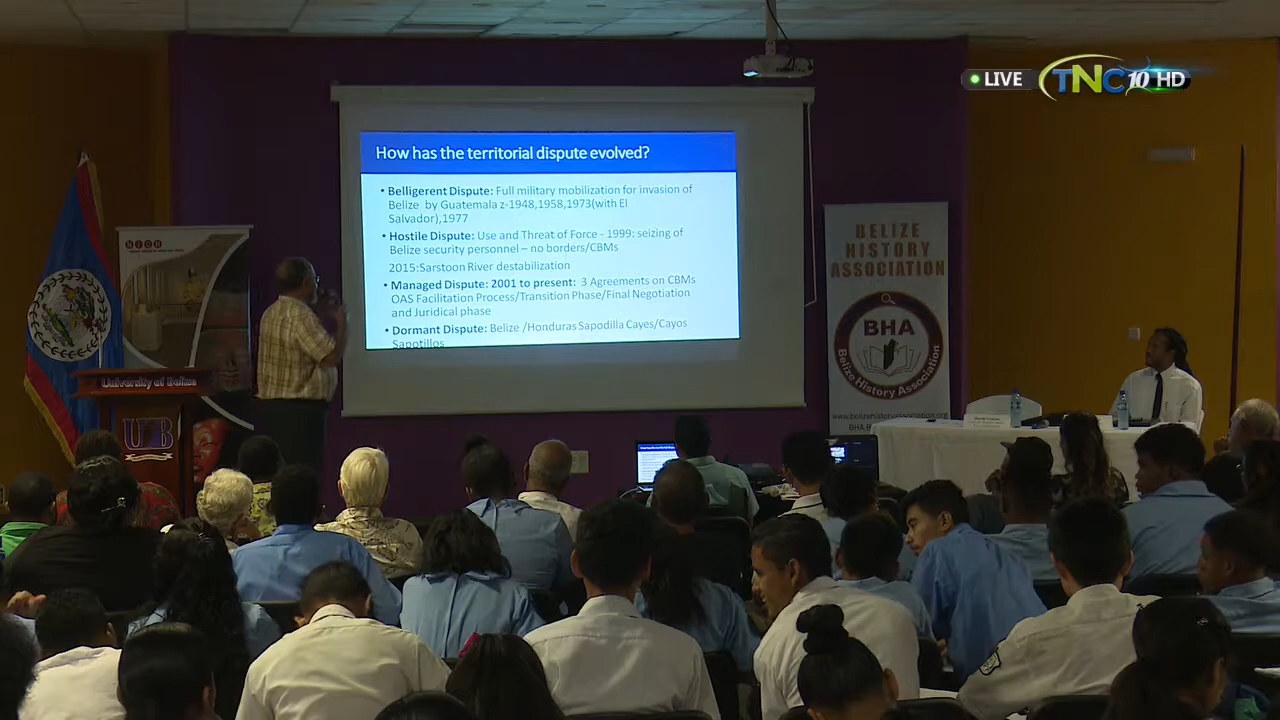 LIVE TNC 10 HD
How has the territorial dispute evolved?
• Belligerent Dispute: Full military mobilization for invasion of
Belize by Guatemala z-1948,1958,1973(with El
Salvador),1977
• Hostile Dispute: Use and Threat of Force - 1999: seizing of
Belize security personnel – no borders/CBMs
2015:Sarstoon River destabilization
• Managed Dispute: 2001 to present: 3 Agreements on CBMs
OAS Facilitation Process/Transition Phase/Final Negotiation
and Juridical phase
• Dormant Dispute: Belize /Honduras Sapodilla Cayes/Cayos
Sapotillos
NICH
University of Belize
UB
BELIZE
HISTORY
ASSOCIATION
BHA
Belize History Association
www.belizehistoryassociation.org